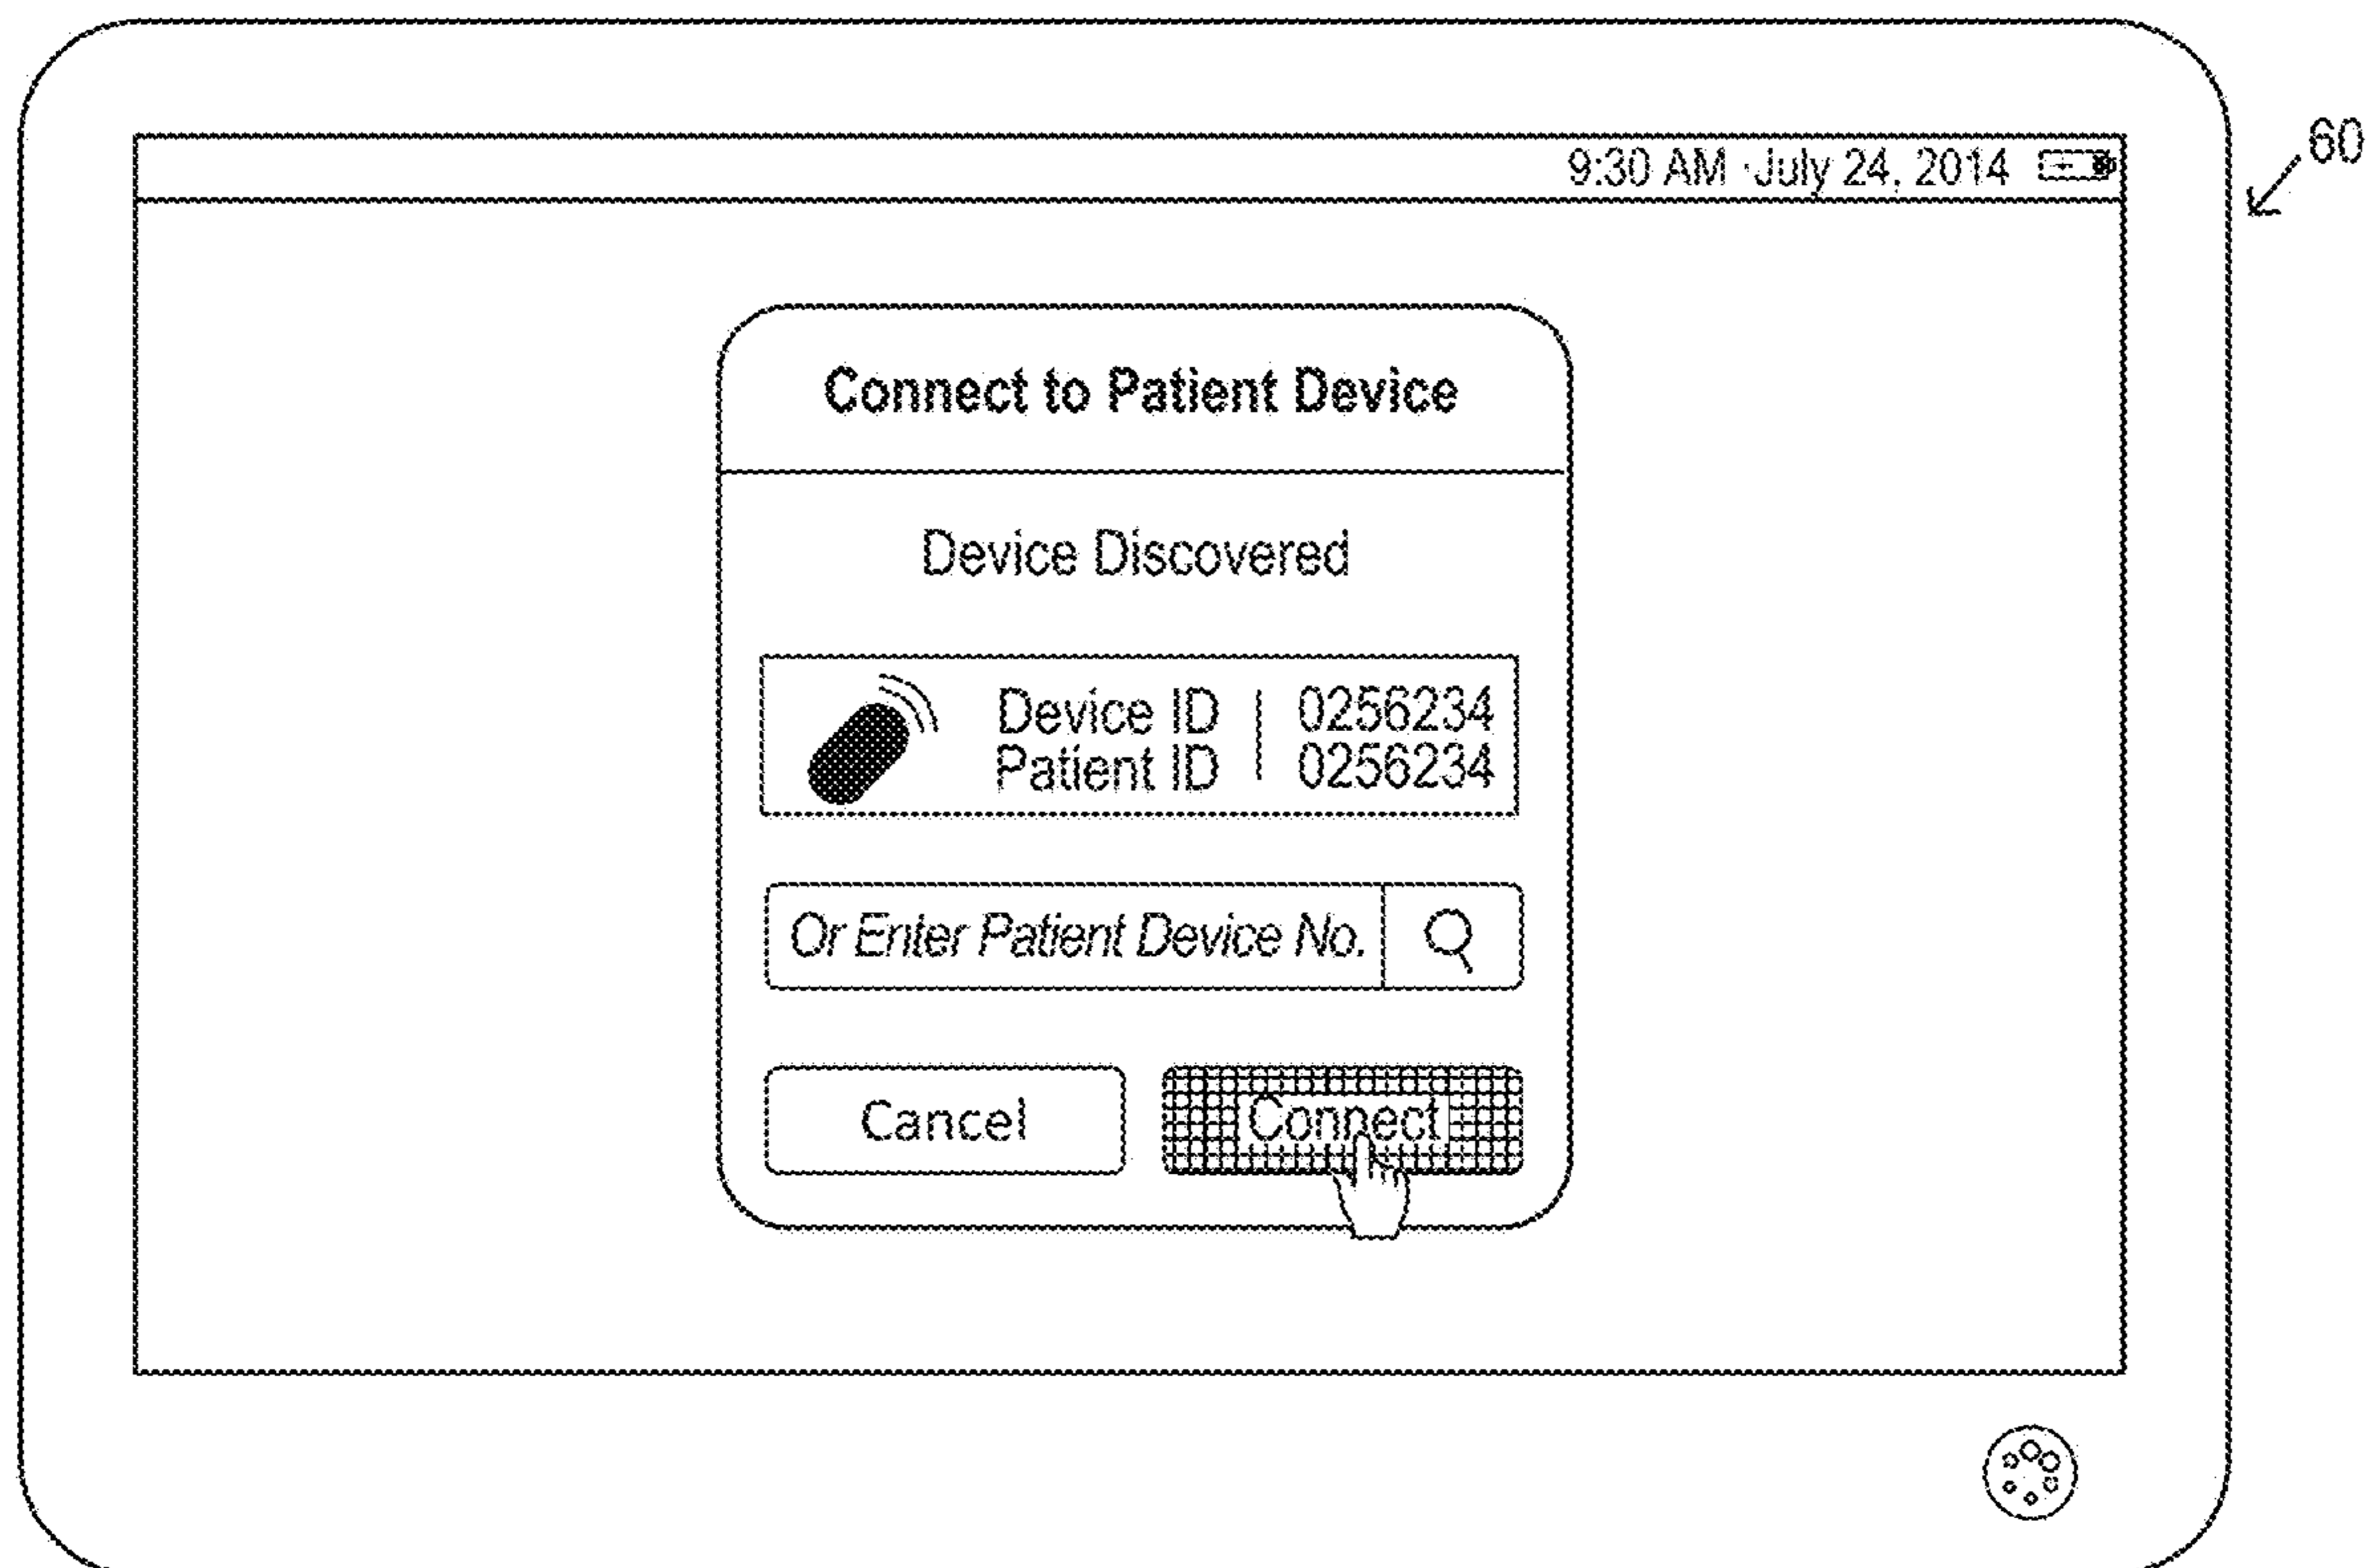 9:30 AM July 24, 2014
60
Connect to Patient Device
Device Discovered
Device ID | 0256234
Patient ID | 0256234
Or Enter Patient Device No.
Cancel
Connect